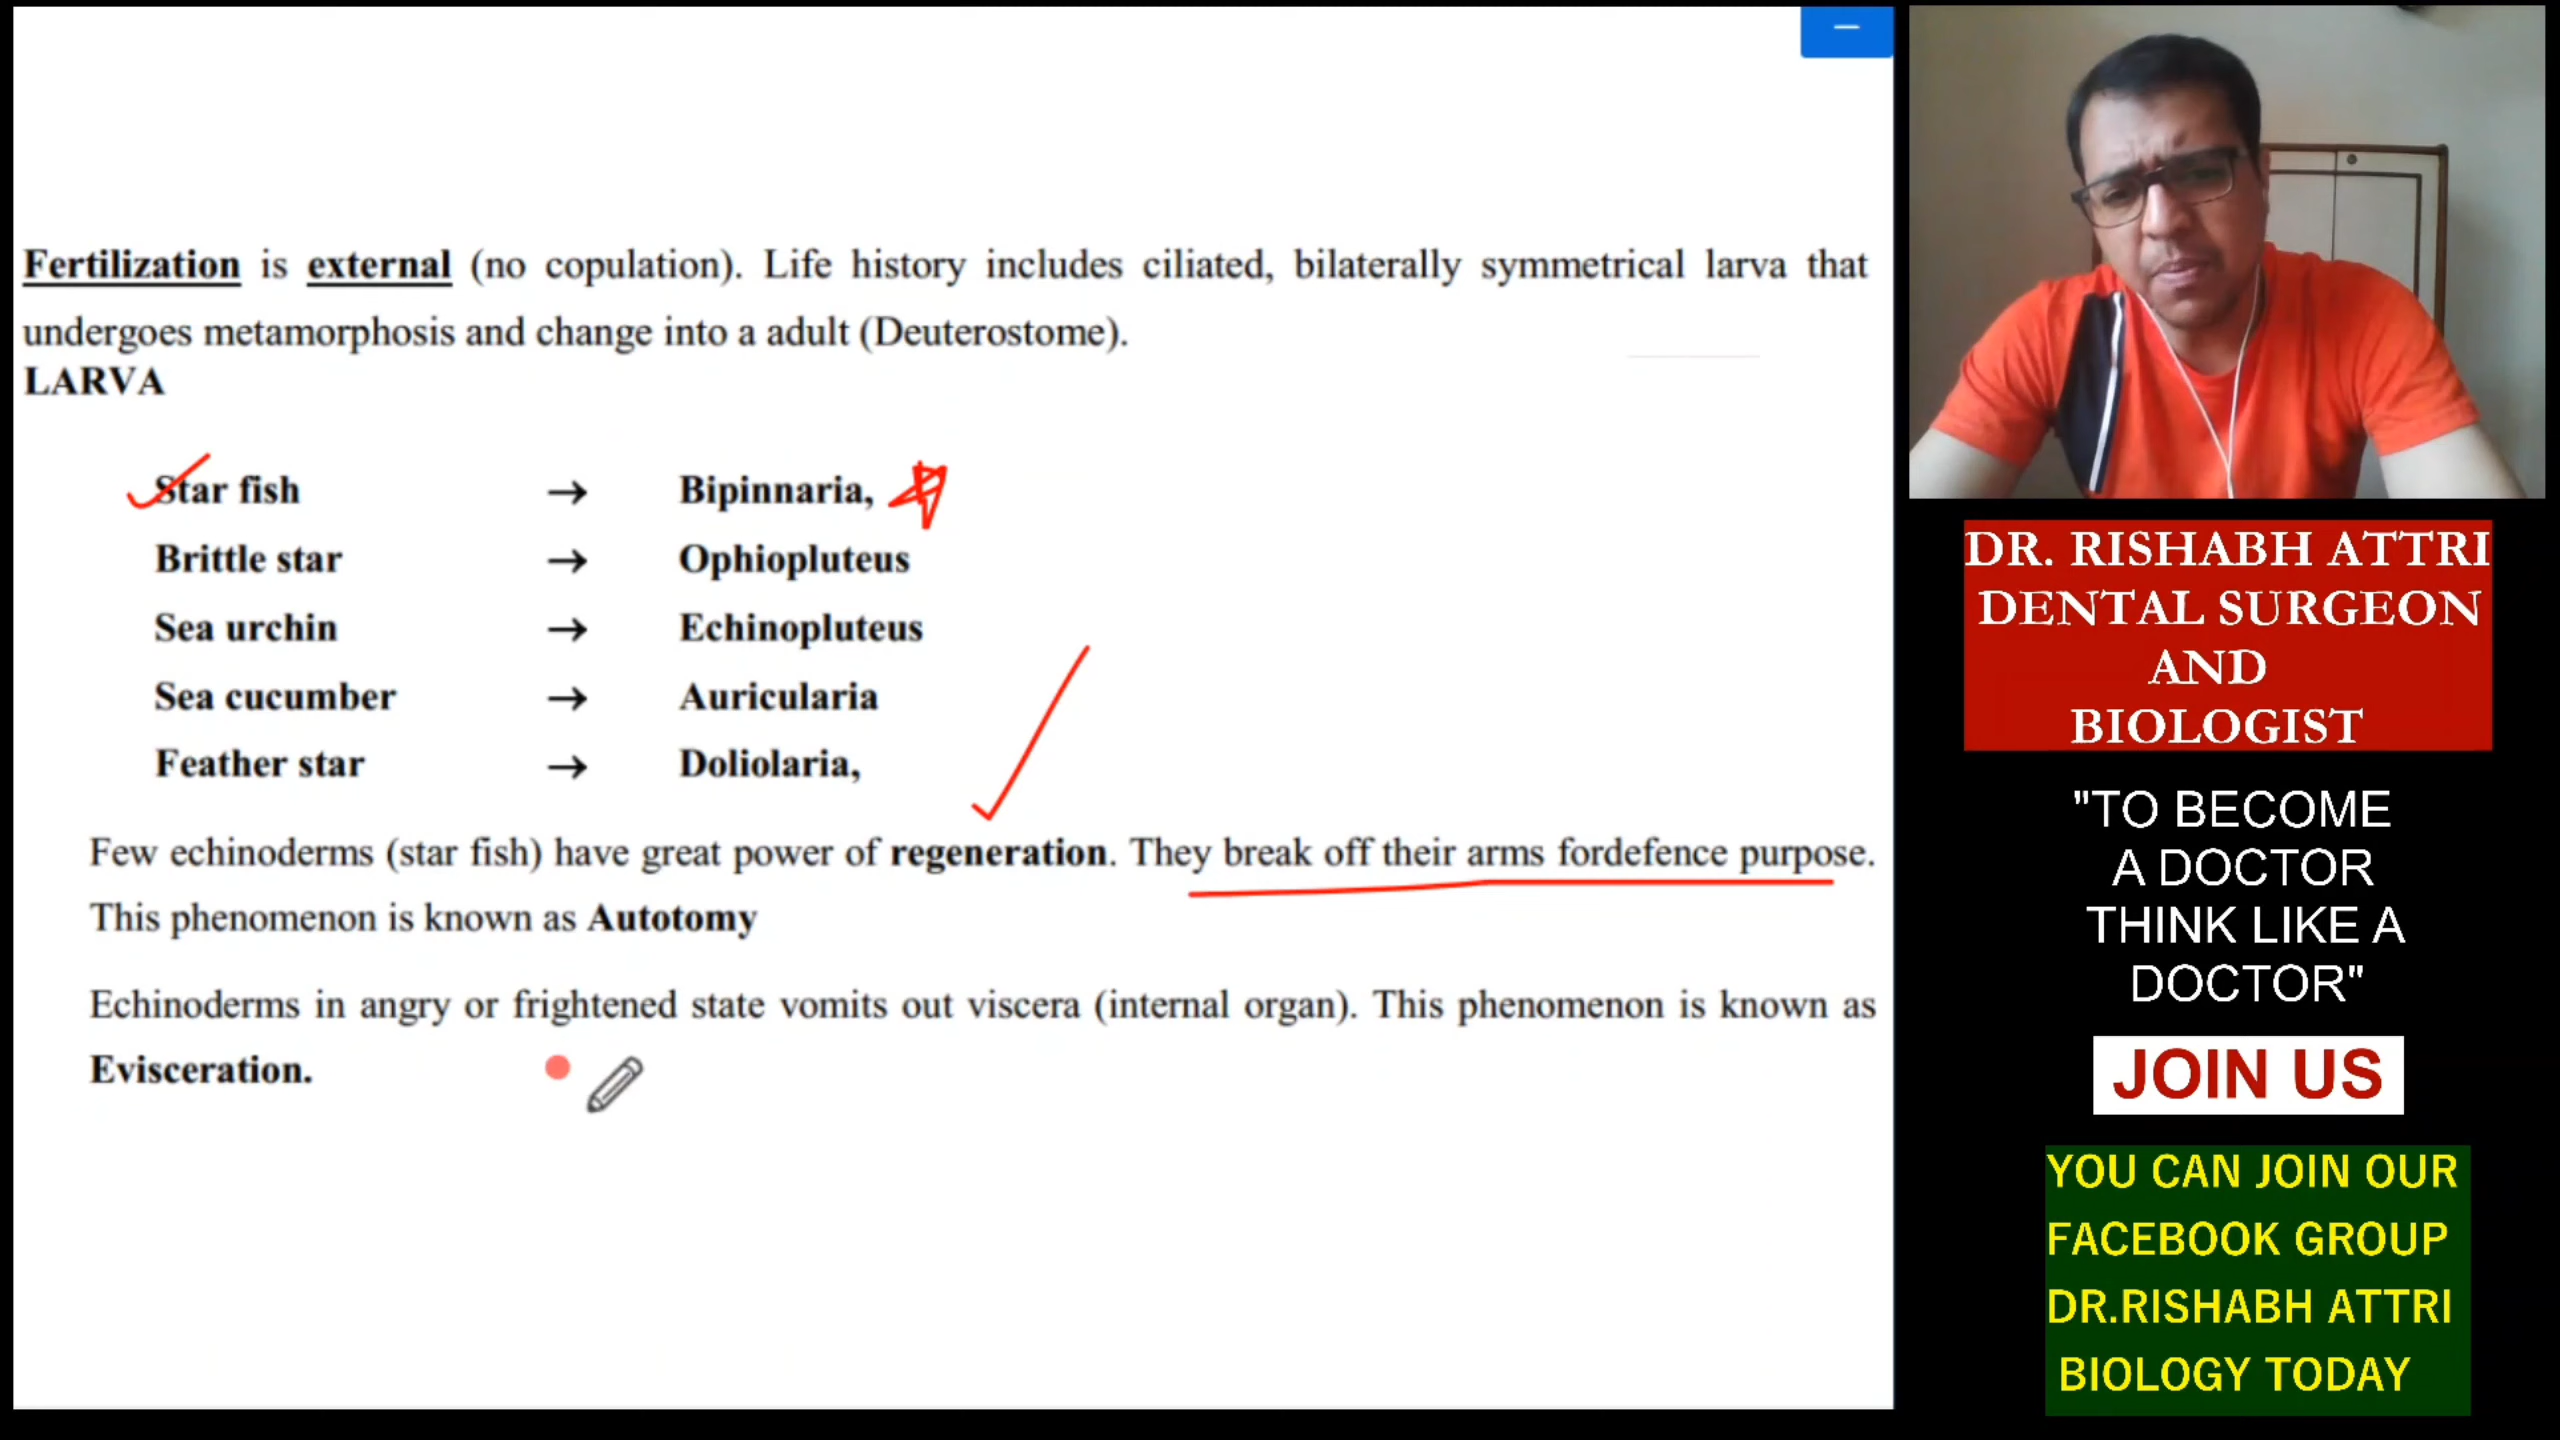 Fertilization is external (no copulation). Life history includes ciliated, bilaterally symmetrical larva that
undergoes metamorphosis and change into a adult (Deuterostome).
LARVA
Star fish → Bipinnaria,
Brittle star → Ophiopluteus
Sea urchin → Echinopluteus
Sea cucumber → Auricularia
Feather star → Doliolaria,
Few echinoderms (star fish) have great power of regeneration. They break off their arms fordefence purpose.
This phenomenon is known as Autotomy
Echinoderms in angry or frightened state vomits out viscera (internal organ). This phenomenon is known as
Evisceration.
DR. RISHABH ATTRI
DENTAL SURGEON
AND
BIOLOGIST
"TO BECOME
A DOCTOR
THINK LIKE A
DOCTOR"
JOIN US
YOU CAN JOIN OUR
FACEBOOK GROUP
DR.RISHABH ATTRI
BIOLOGY TODAY